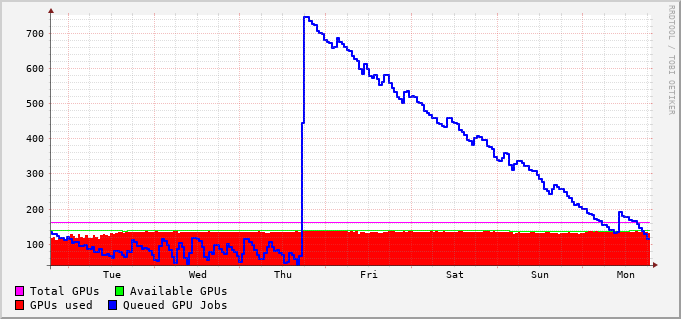 RRDTOOL / TOBI OETIKER
700
600
500
400
300
200
100
Tue Wed Thu Fri Sat Sun Mon
Total GPUs Available GPUs
GPUs used Queued GPU Jobs